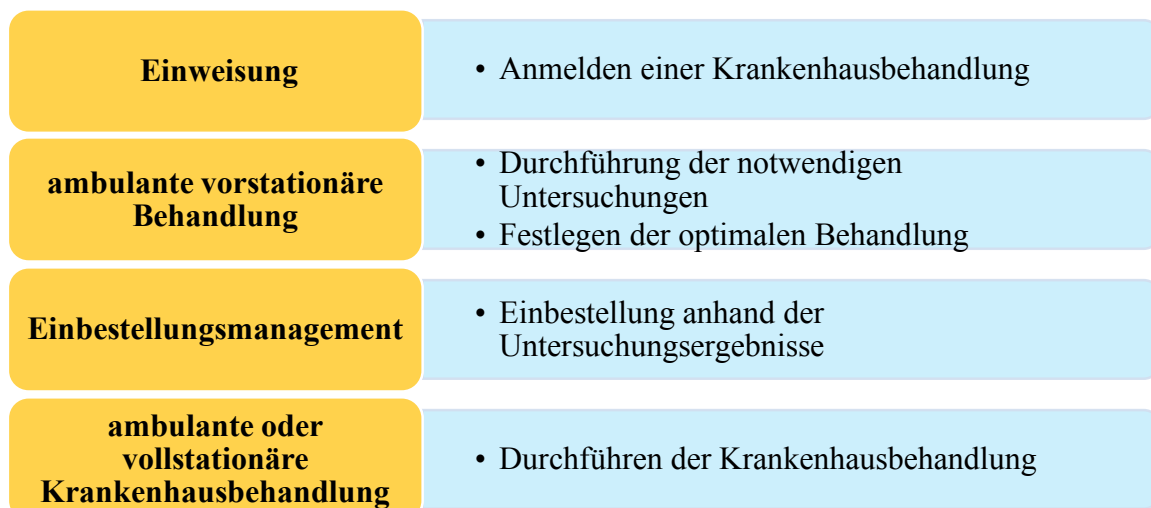 Einweisung
• Anmelden einer Krankenhausbehandlung
ambulante vorstationäre
Behandlung
• Durchführung der notwendigen
Untersuchungen
• Festlegen der optimalen Behandlung
Einbestellungsmanagement
• Einbestellung anhand der
Untersuchungsergebnisse
ambulante oder
vollstationäre
Krankenhausbehandlung
• Durchführen der Krankenhausbehandlung